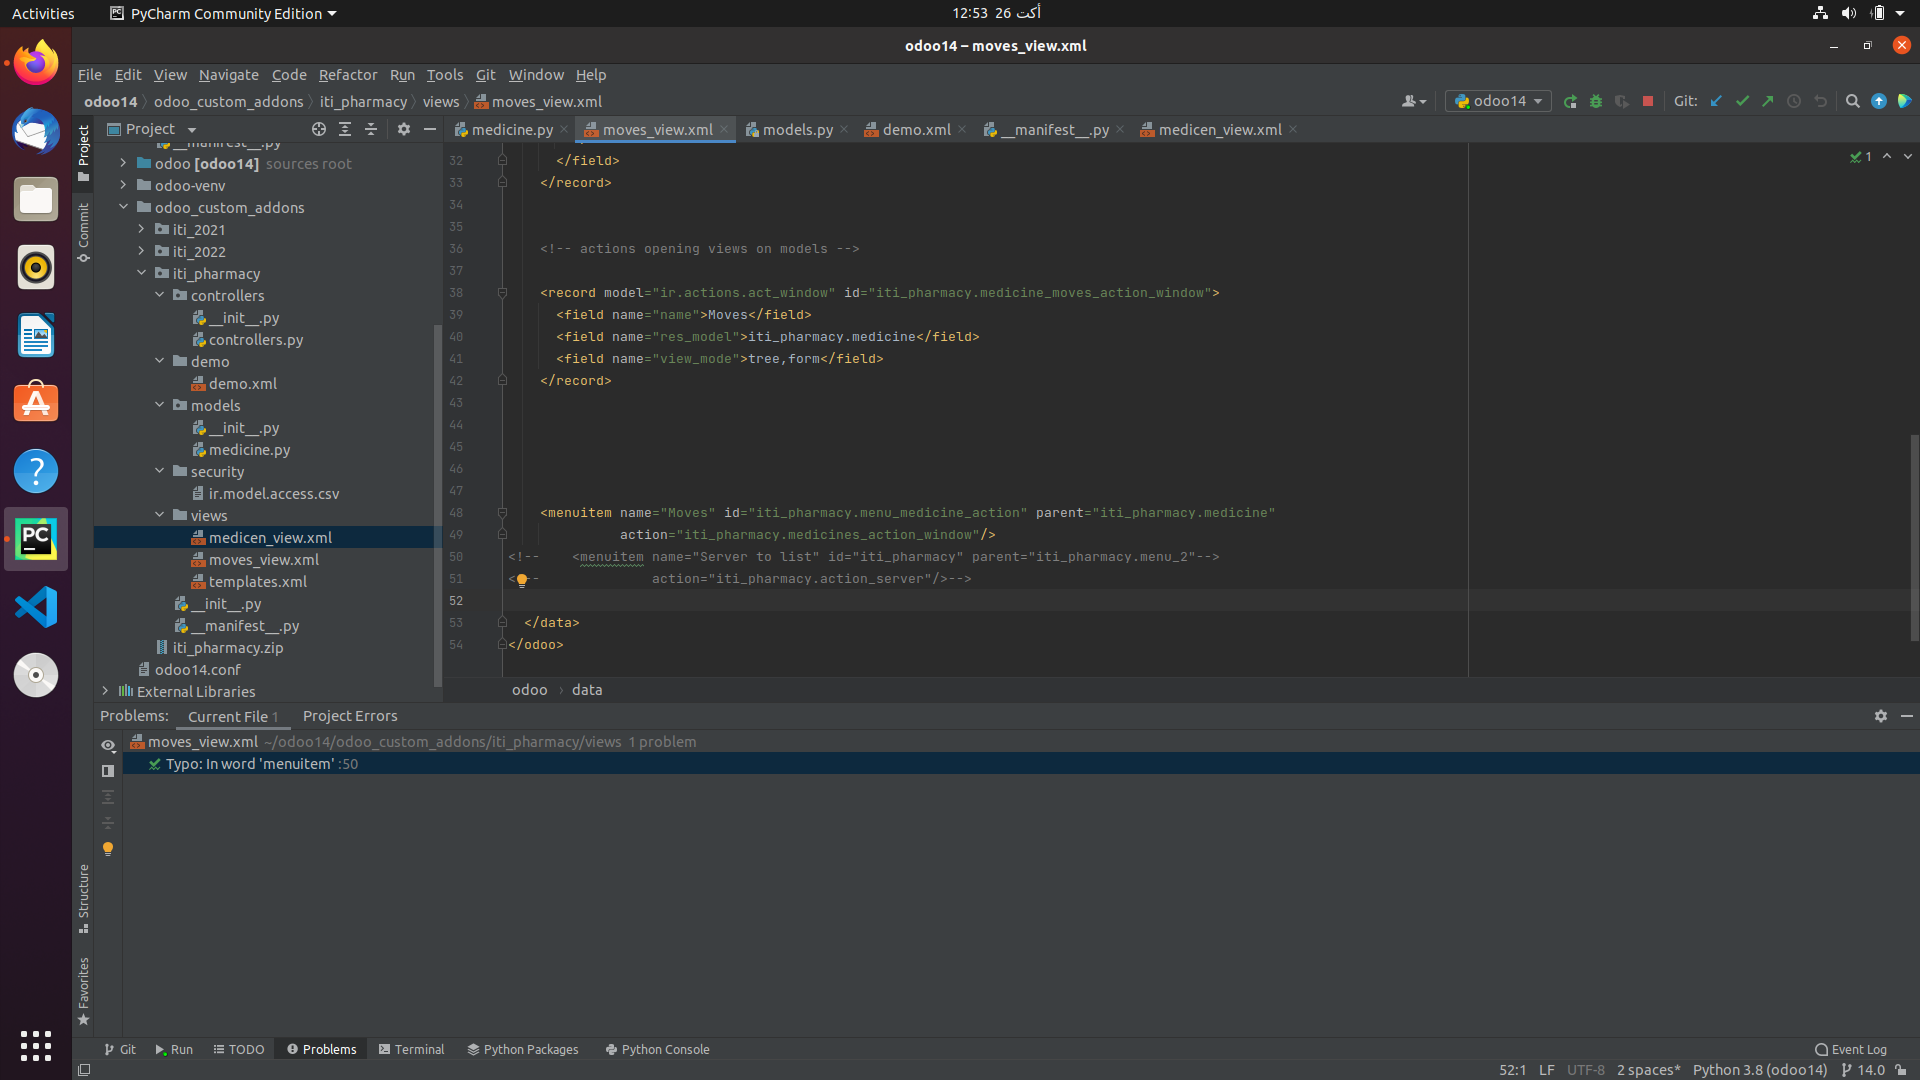 Activities
PyCharm Community Edition
12:53 26 أكت
odoo14 – moves_view.xml
File Edit View Navigate Code Refactor Run Tools Git Window Help
odoo14 odoo_custom_addons iti_pharmacy views moves_view.xml
odoo14
Git:
Project
medicine.py
moves_view.xml
models.py
demo.xml
__manifest__.py
medicen_view.xml
Project
Commit
Structure
Favorites
__manifest__.py
odoo [odoo14] sources root
odoo-venv
odoo_custom_addons
iti_2021
iti_2022
iti_pharmacy
controllers
__init__.py
controllers.py
demo
demo.xml
models
__init__.py
medicine.py
security
ir.model.access.csv
views
medicen_view.xml
moves_view.xml
templates.xml
__init__.py
__manifest__.py
iti_pharmacy.zip
odoo14.conf
External Libraries
1
32 </field>
33 </record>
34
35
36 <!-- actions opening views on models -->
37
38 <record model="ir.actions.act_window" id="iti_pharmacy.medicine_moves_action_window">
39 <field name="name">Moves</field>
40 <field name="res_model">iti_pharmacy.medicine</field>
41 <field name="view_mode">tree,form</field>
42 </record>
43
44
45
46
47
48 <menuitem name="Moves" id="iti_pharmacy.menu_medicine_action" parent="iti_pharmacy.medicine"
49 action="iti_pharmacy.medicines_action_window"/>
50 <!-- <menuitem name="Server to list" id="iti_pharmacy" parent="iti_pharmacy.menu_2"-->
51 <!-- action="iti_pharmacy.action_server"/>-->
52
53 </data>
54 </odoo>
odoo › data
Problems: Current File 1 Project Errors
moves_view.xml ~/odoo14/odoo_custom_addons/iti_pharmacy/views 1 problem
Typo: In word 'menuitem' :50
Git Run TODO Problems Terminal Python Packages Python Console
Event Log
52:1 LF UTF-8 2 spaces* Python 3.8 (odoo14) 14.0